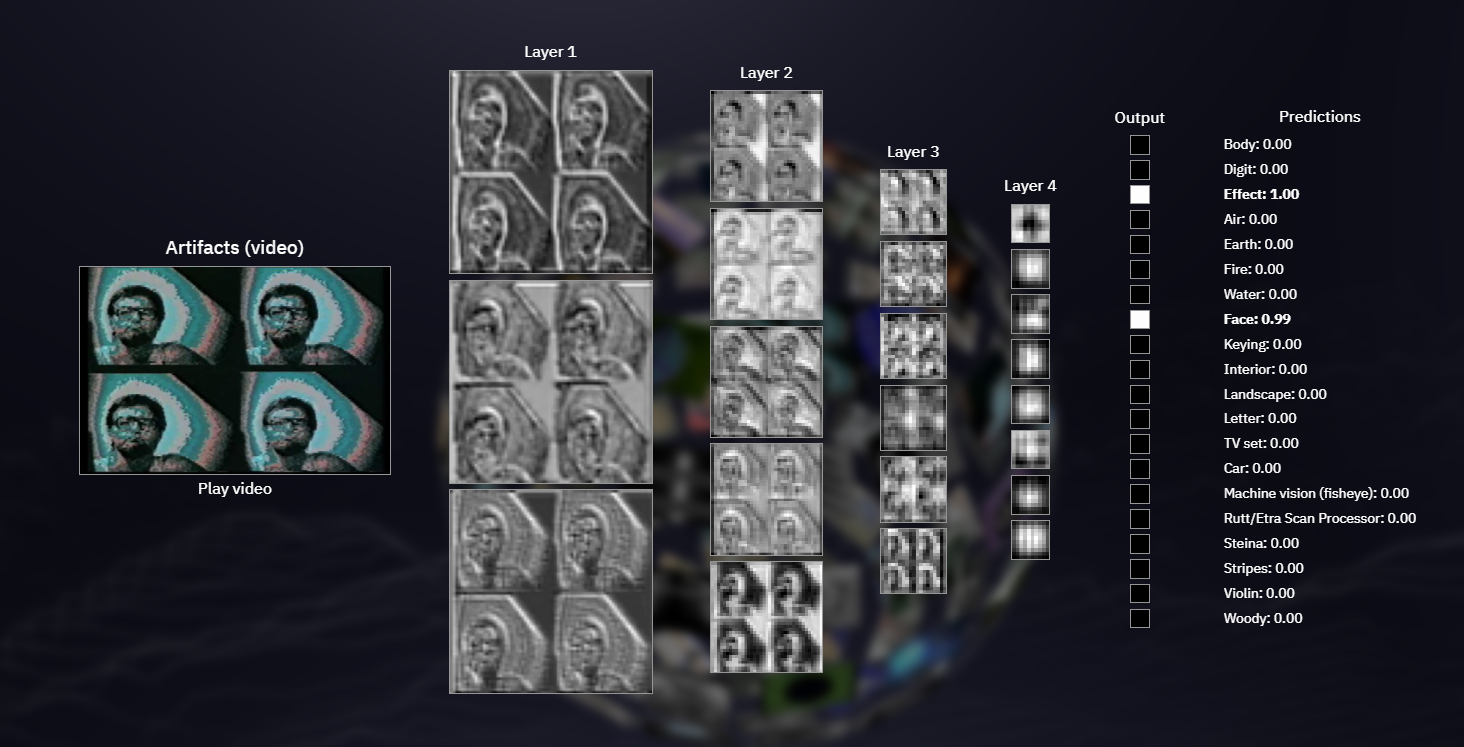 Artifacts (video)
Play video
Layer 1
Layer 2
Layer 3
Layer 4
Output
Predictions
Body: 0.00
Digit: 0.00
Effect: 1.00
Air: 0.00
Earth: 0.00
Fire: 0.00
Water: 0.00
Face: 0.99
Keying: 0.00
Interior: 0.00
Landscape: 0.00
Letter: 0.00
TV set: 0.00
Car: 0.00
Machine vision (fisheye): 0.00
Rutt/Etra Scan Processor: 0.00
Steina: 0.00
Stripes: 0.00
Violin: 0.00
Woody: 0.00